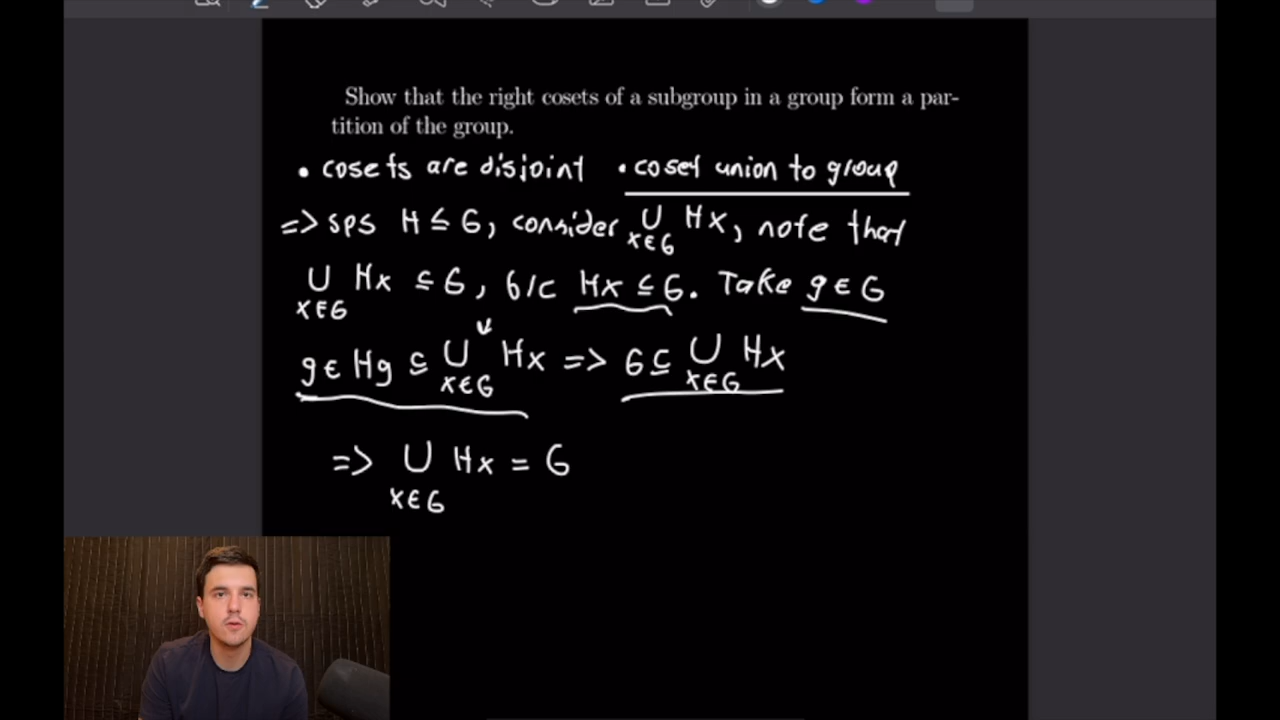 Show that the right cosets of a subgroup in a group form a par-
tition of the group.
• cosets are disjoint • coset union to group
=> sps H ≤ G, consider ∪ Hx, note that
x∈G
∪ Hx ⊆ G, b/c Hx ⊆ G. Take g ∈ G
x∈G
g ∈ Hg ⊆ ∪ Hx => G ⊆ ∪ Hx
x∈G x∈G
=> ∪ Hx = G
x∈G